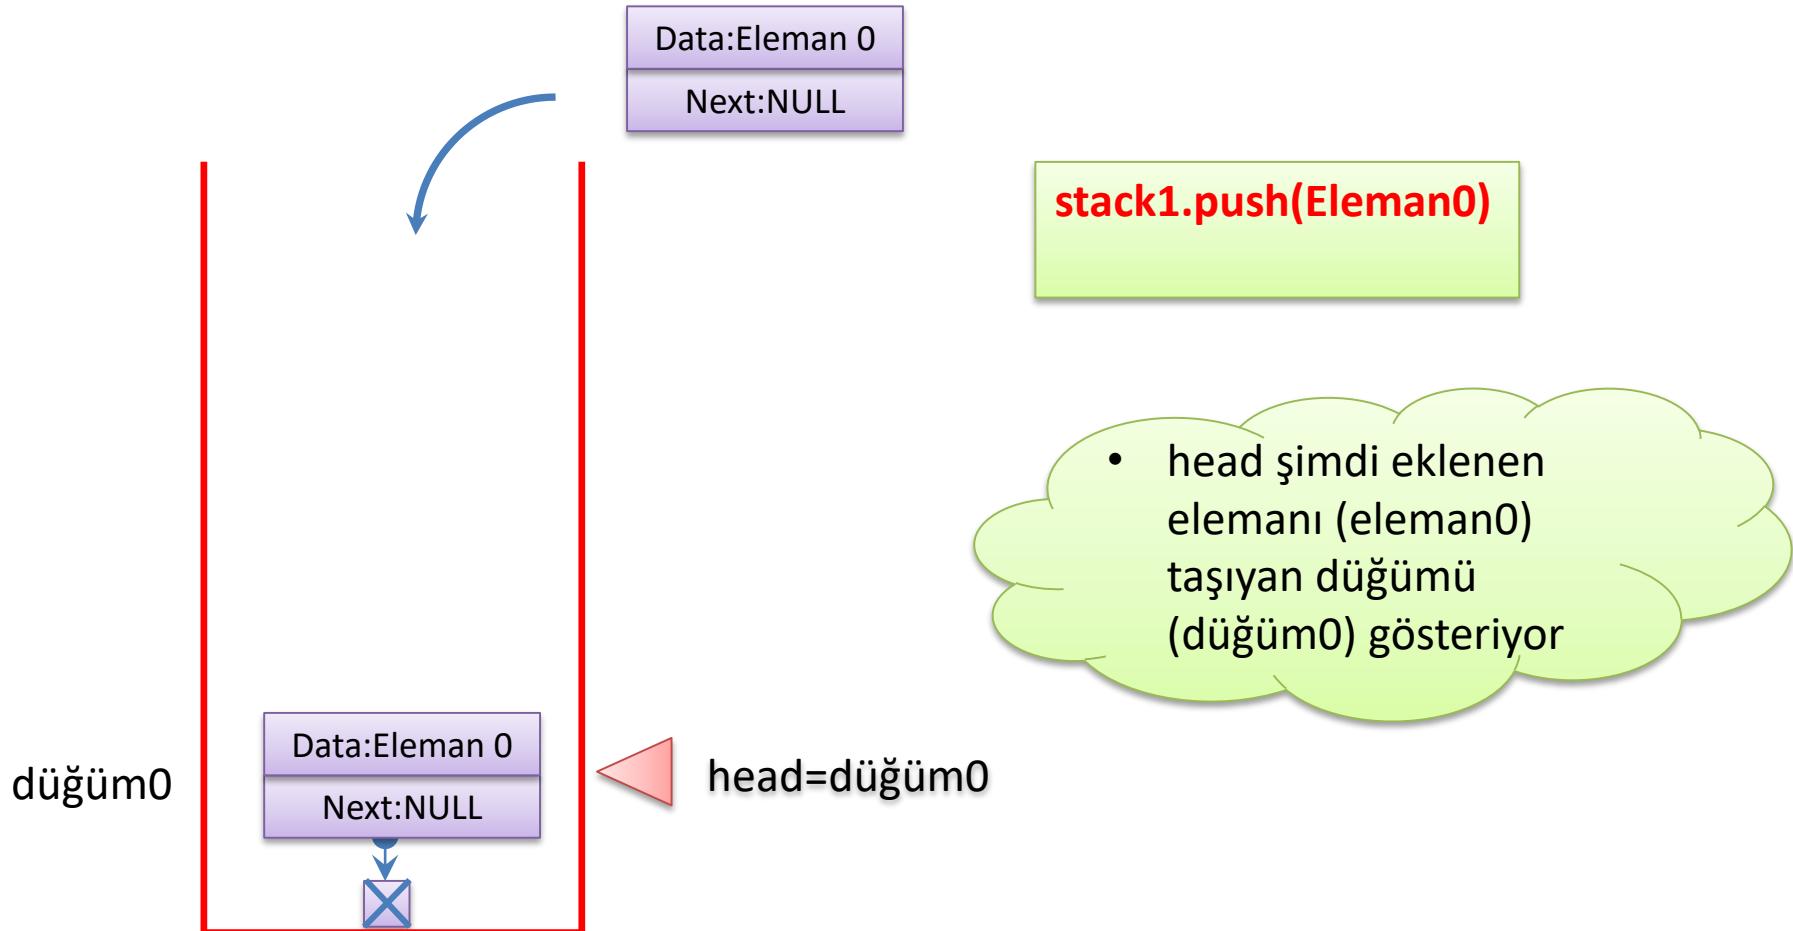 Data:Eleman 0
Next:NULL
stack1.push(Eleman0)
• head şimdi eklenen
elemanı (eleman0)
taşıyan düğümü
(düğüm0) gösteriyor
düğüm0
Data:Eleman 0
Next:NULL
head=düğüm0